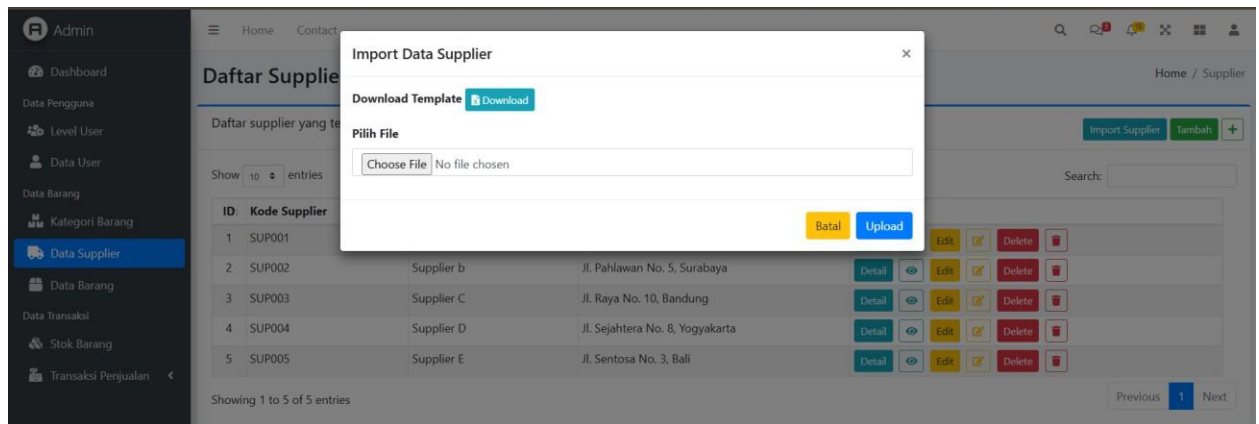 Admin
Home Contact
Dashboard
Data Pengguna
Level User
Data User
Data Barang
Kategori Barang
Data Supplier
Data Barang
Data Transaksi
Stok Barang
Transaksi Penjualan
Daftar Supplie
Home / Supplier
Daftar supplier yang te
Import Supplier Tambah +
Show 10 entries
Search:
ID Kode Supplier
1 SUP001 Edit Delete
2 SUP002 Supplier b Jl. Pahlawan No. 5, Surabaya Detail Edit Delete
3 SUP003 Supplier C Jl. Raya No. 10, Bandung Detail Edit Delete
4 SUP004 Supplier D Jl. Sejahtera No. 8, Yogyakarta Detail Edit Delete
5 SUP005 Supplier E Jl. Sentosa No. 3, Bali Detail Edit Delete
Showing 1 to 5 of 5 entries
Previous 1 Next
Import Data Supplier ×
Download Template Download
Pilih File
Choose File No file chosen
Batal Upload